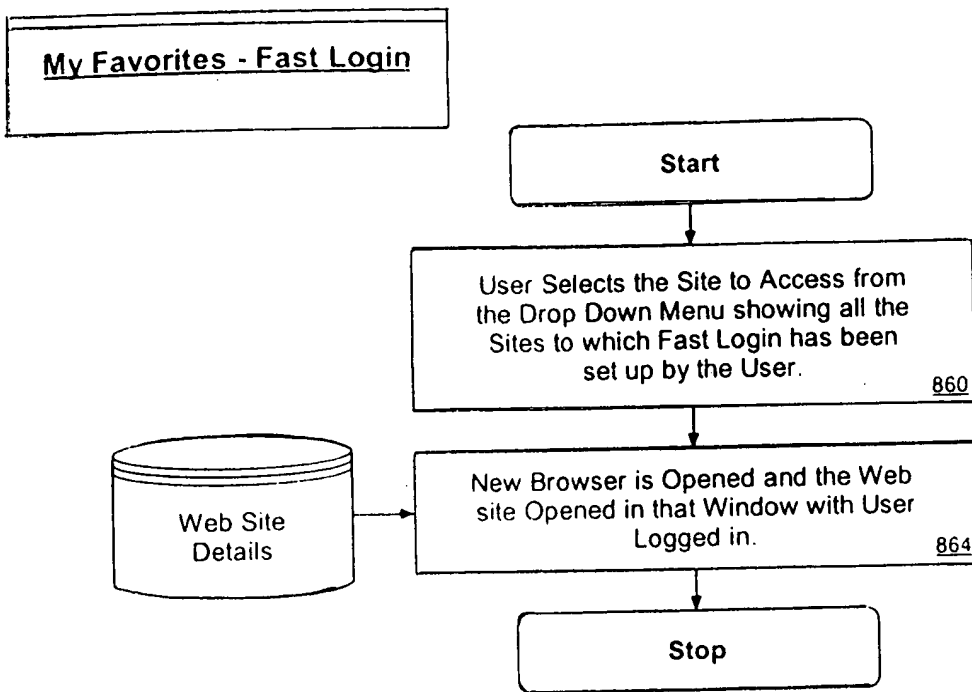 My Favorites - Fast Login
Start
User Selects the Site to Access from
the Drop Down Menu showing all the
Sites to which Fast Login has been
set up by the User.
860
Web Site
Details
New Browser is Opened and the Web
site Opened in that Window with User
Logged in.
864
Stop